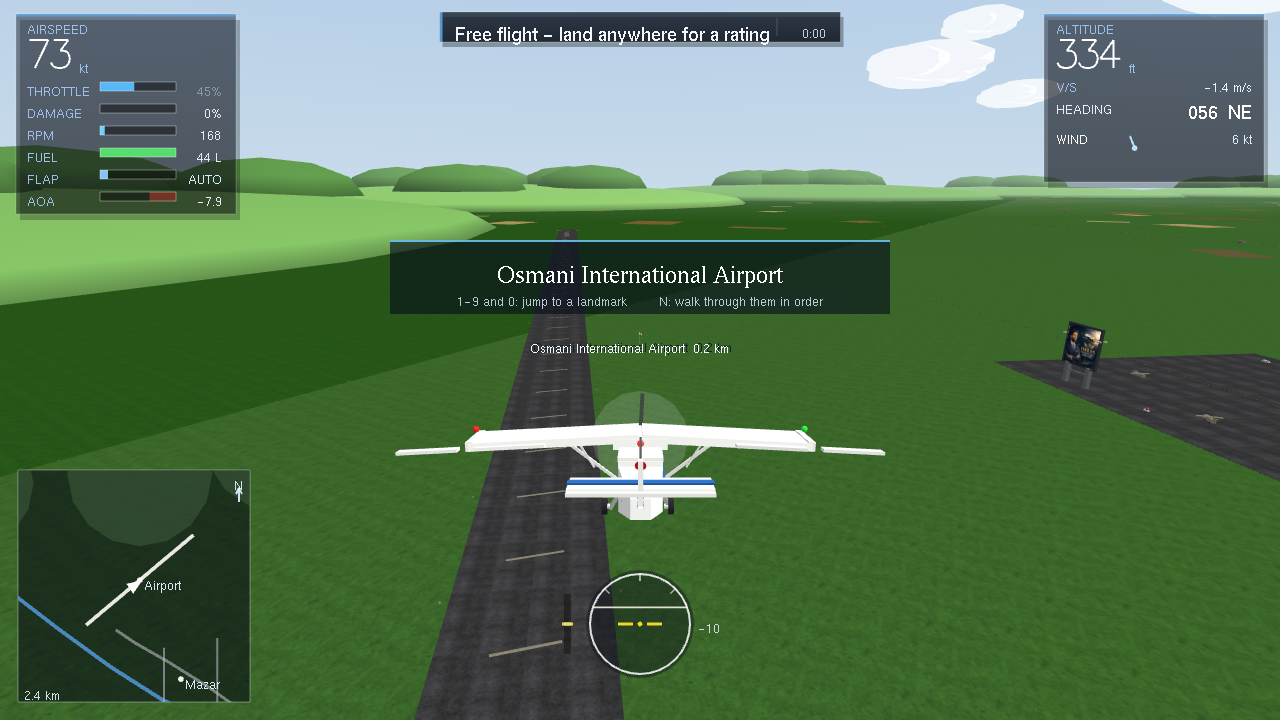 AIRSPEED
73 kt
THROTTLE 45%
DAMAGE 0%
RPM 168
FUEL 44 L
FLAP AUTO
AOA -7.9
Free flight – land anywhere for a rating 0:00
ALTITUDE
334 ft
V/S -1.4 m/s
HEADING 056 NE
WIND 6 kt
Osmani International Airport
1-9 and 0: jump to a landmark N: walk through them in order
Osmani International Airport 0.2 km
-10
N
Airport
Mazar
2.4 km